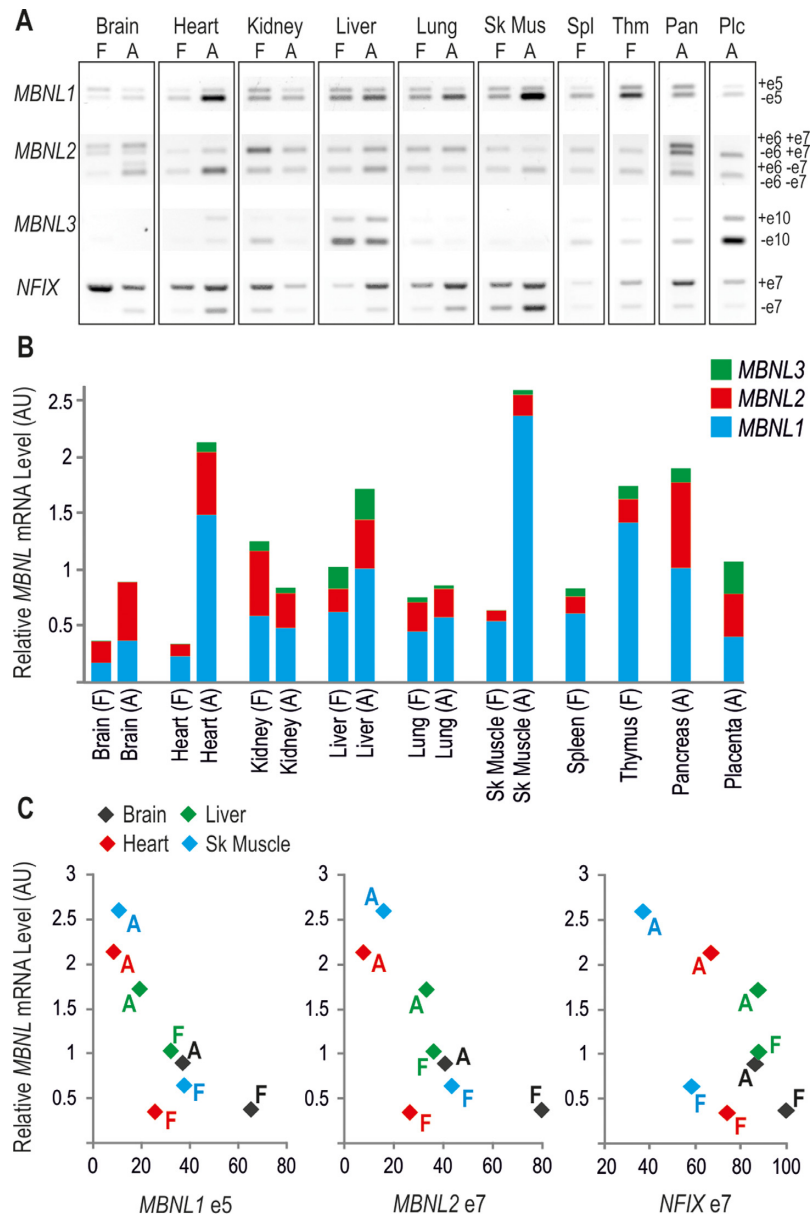 A
Brain Heart Kidney Liver Lung Sk Mus Spl Thm Pan Plc
F A F A F A F A F A F A F F A A
MBNL1
+e5
-e5
MBNL2
+e6 +e7
-e6 +e7
+e6 -e7
-e6 -e7
MBNL3
+e10
-e10
NFIX
+e7
-e7
B
Relative MBNL mRNA Level (AU)
2.5
2
1.5
1
0.5
MBNL3
MBNL2
MBNL1
Brain (F)
Brain (A)
Heart (F)
Heart (A)
Kidney (F)
Kidney (A)
Liver (F)
Liver (A)
Lung (F)
Lung (A)
Sk Muscle (F)
Sk Muscle (A)
Spleen (F)
Thymus (F)
Pancreas (A)
Placenta (A)
C
Brain Liver
Heart Sk Muscle
Relative MBNL mRNA Level (AU)
3
2.5
2
1.5
1
0.5
A
A
A
F
A
F
F
F
0 20 40 60 80
MBNL1 e5
3
2.5
2
1.5
1
0.5
A
A
A
A
F
F
F
F
0 20 40 60 80
MBNL2 e7
3
2.5
2
1.5
1
0.5
A
A
A
F
A
F
F
F
20 40 60 80 100
NFIX e7